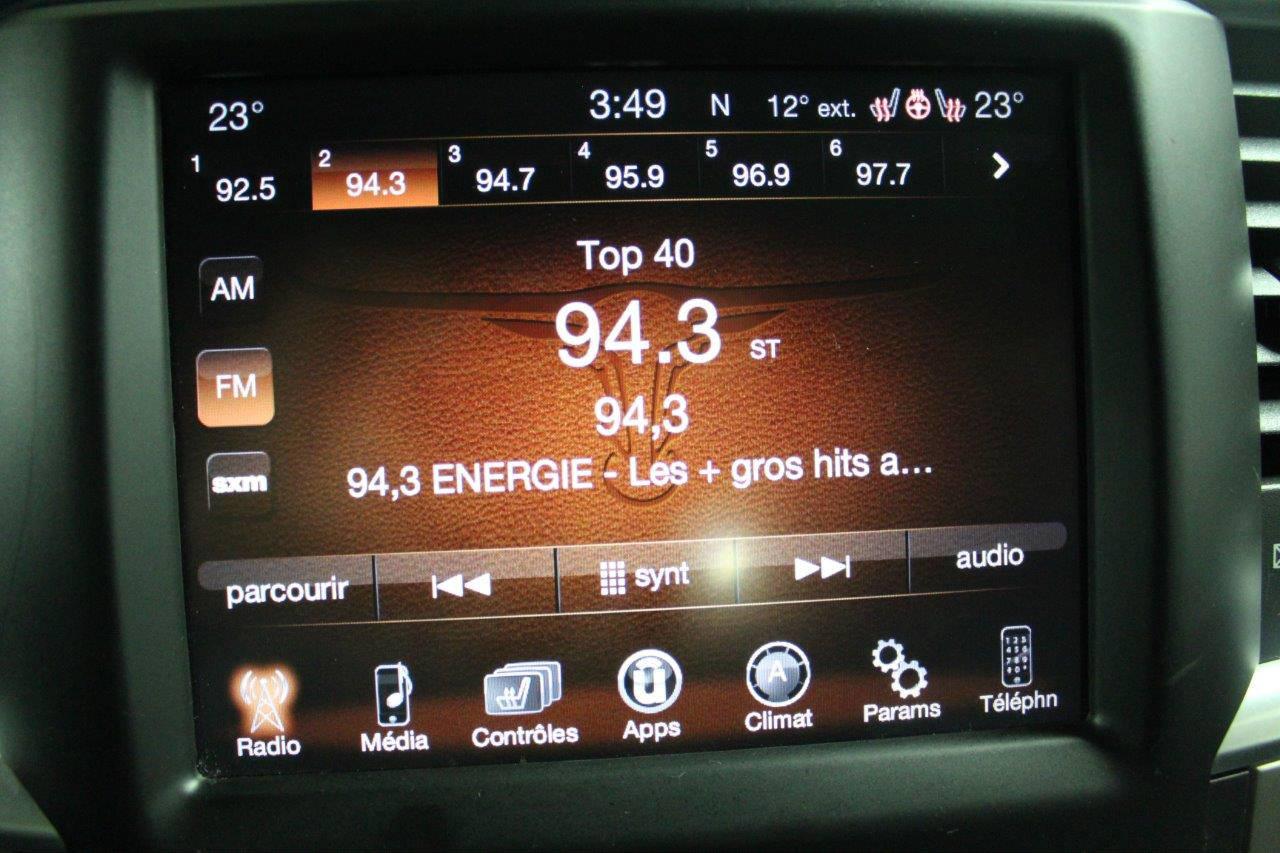 23° 3:49 N 12° ext. 23°
1 92.5 2 94.3 3 94.7 4 95.9 5 96.9 6 97.7
Top 40
AM
94.3 ST
FM
94,3
94,3 ENERGIE - Les + gros hits a...
sxm
parcourir synt audio
Radio Média Contrôles Apps Climat Params Téléphn